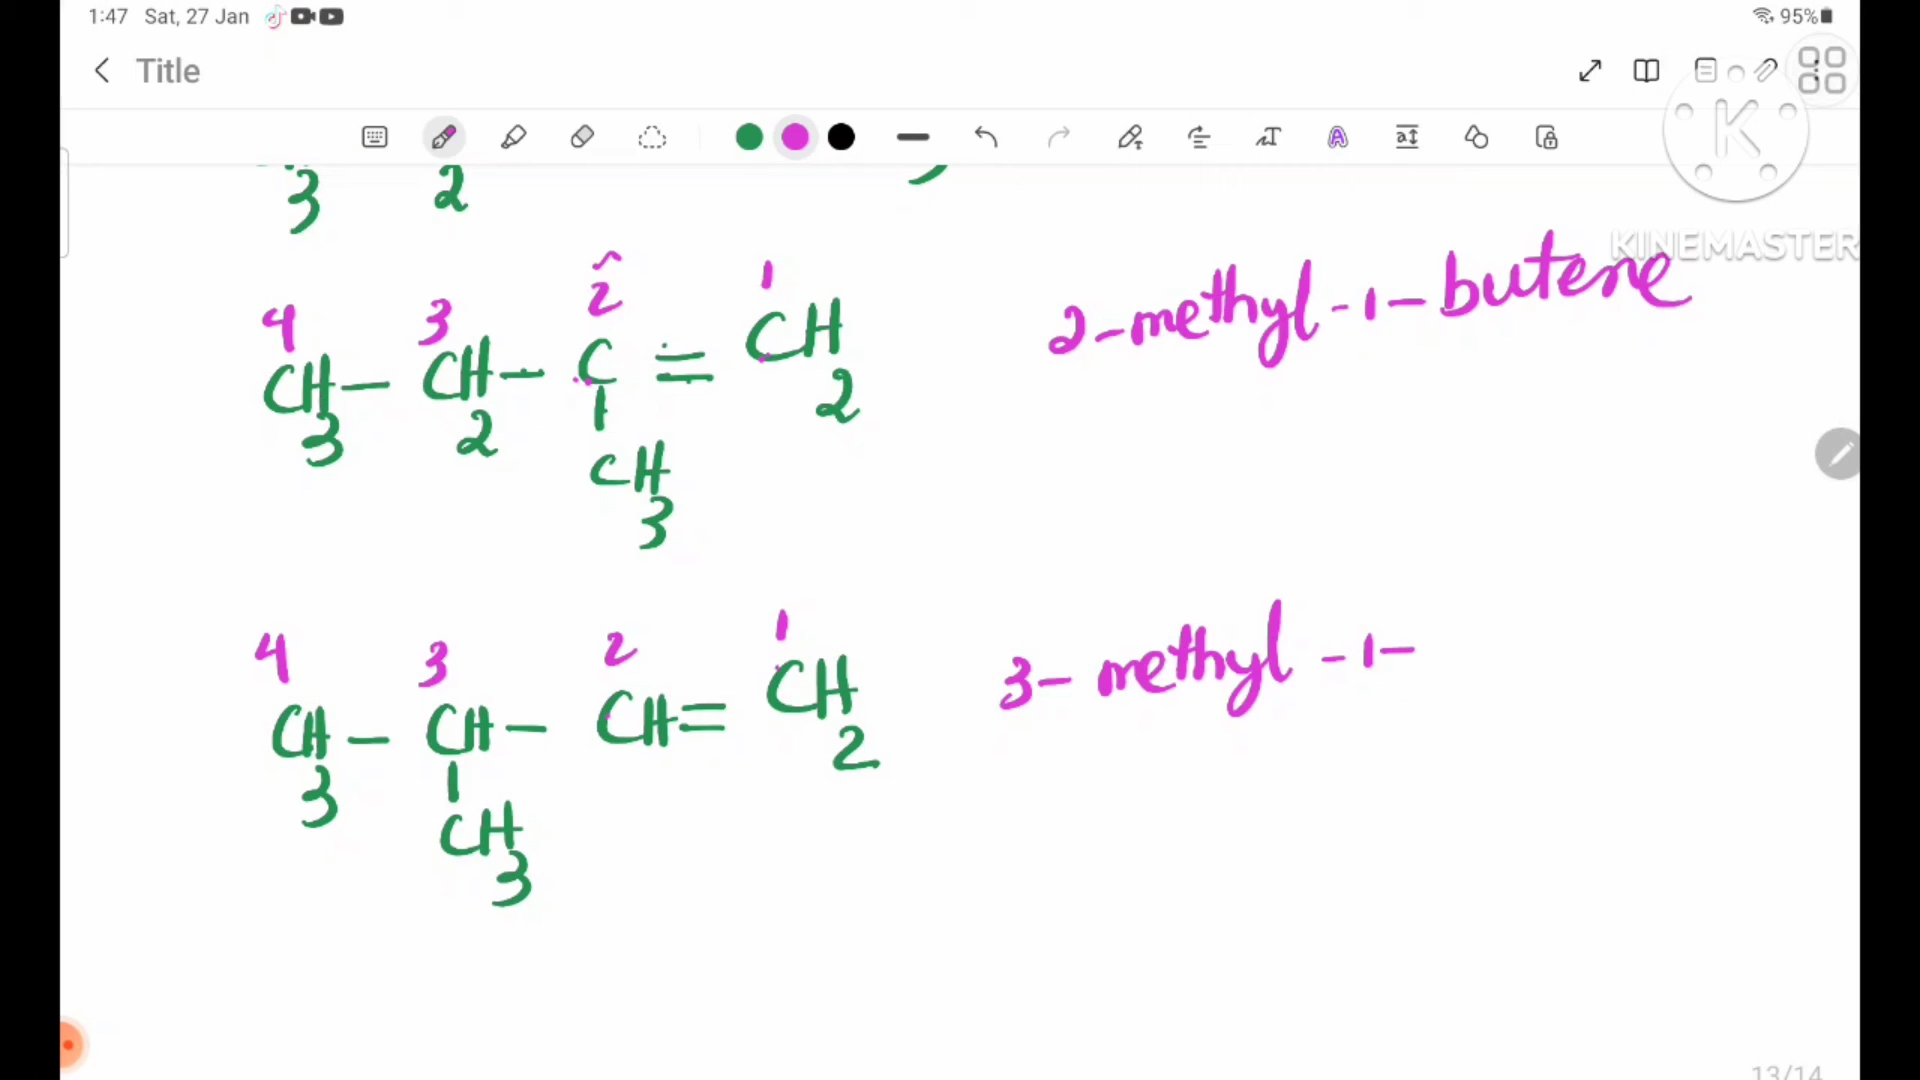 1:47 Sat, 27 Jan 95%
Title
K
KINEMASTER
3 2
4 3 2 1
CH3 – CH2 – C = CH2 2-methyl-1-butene
CH3
4 3 2 1
CH3 – CH – CH = CH2 3-methyl-1-
CH3
13/14